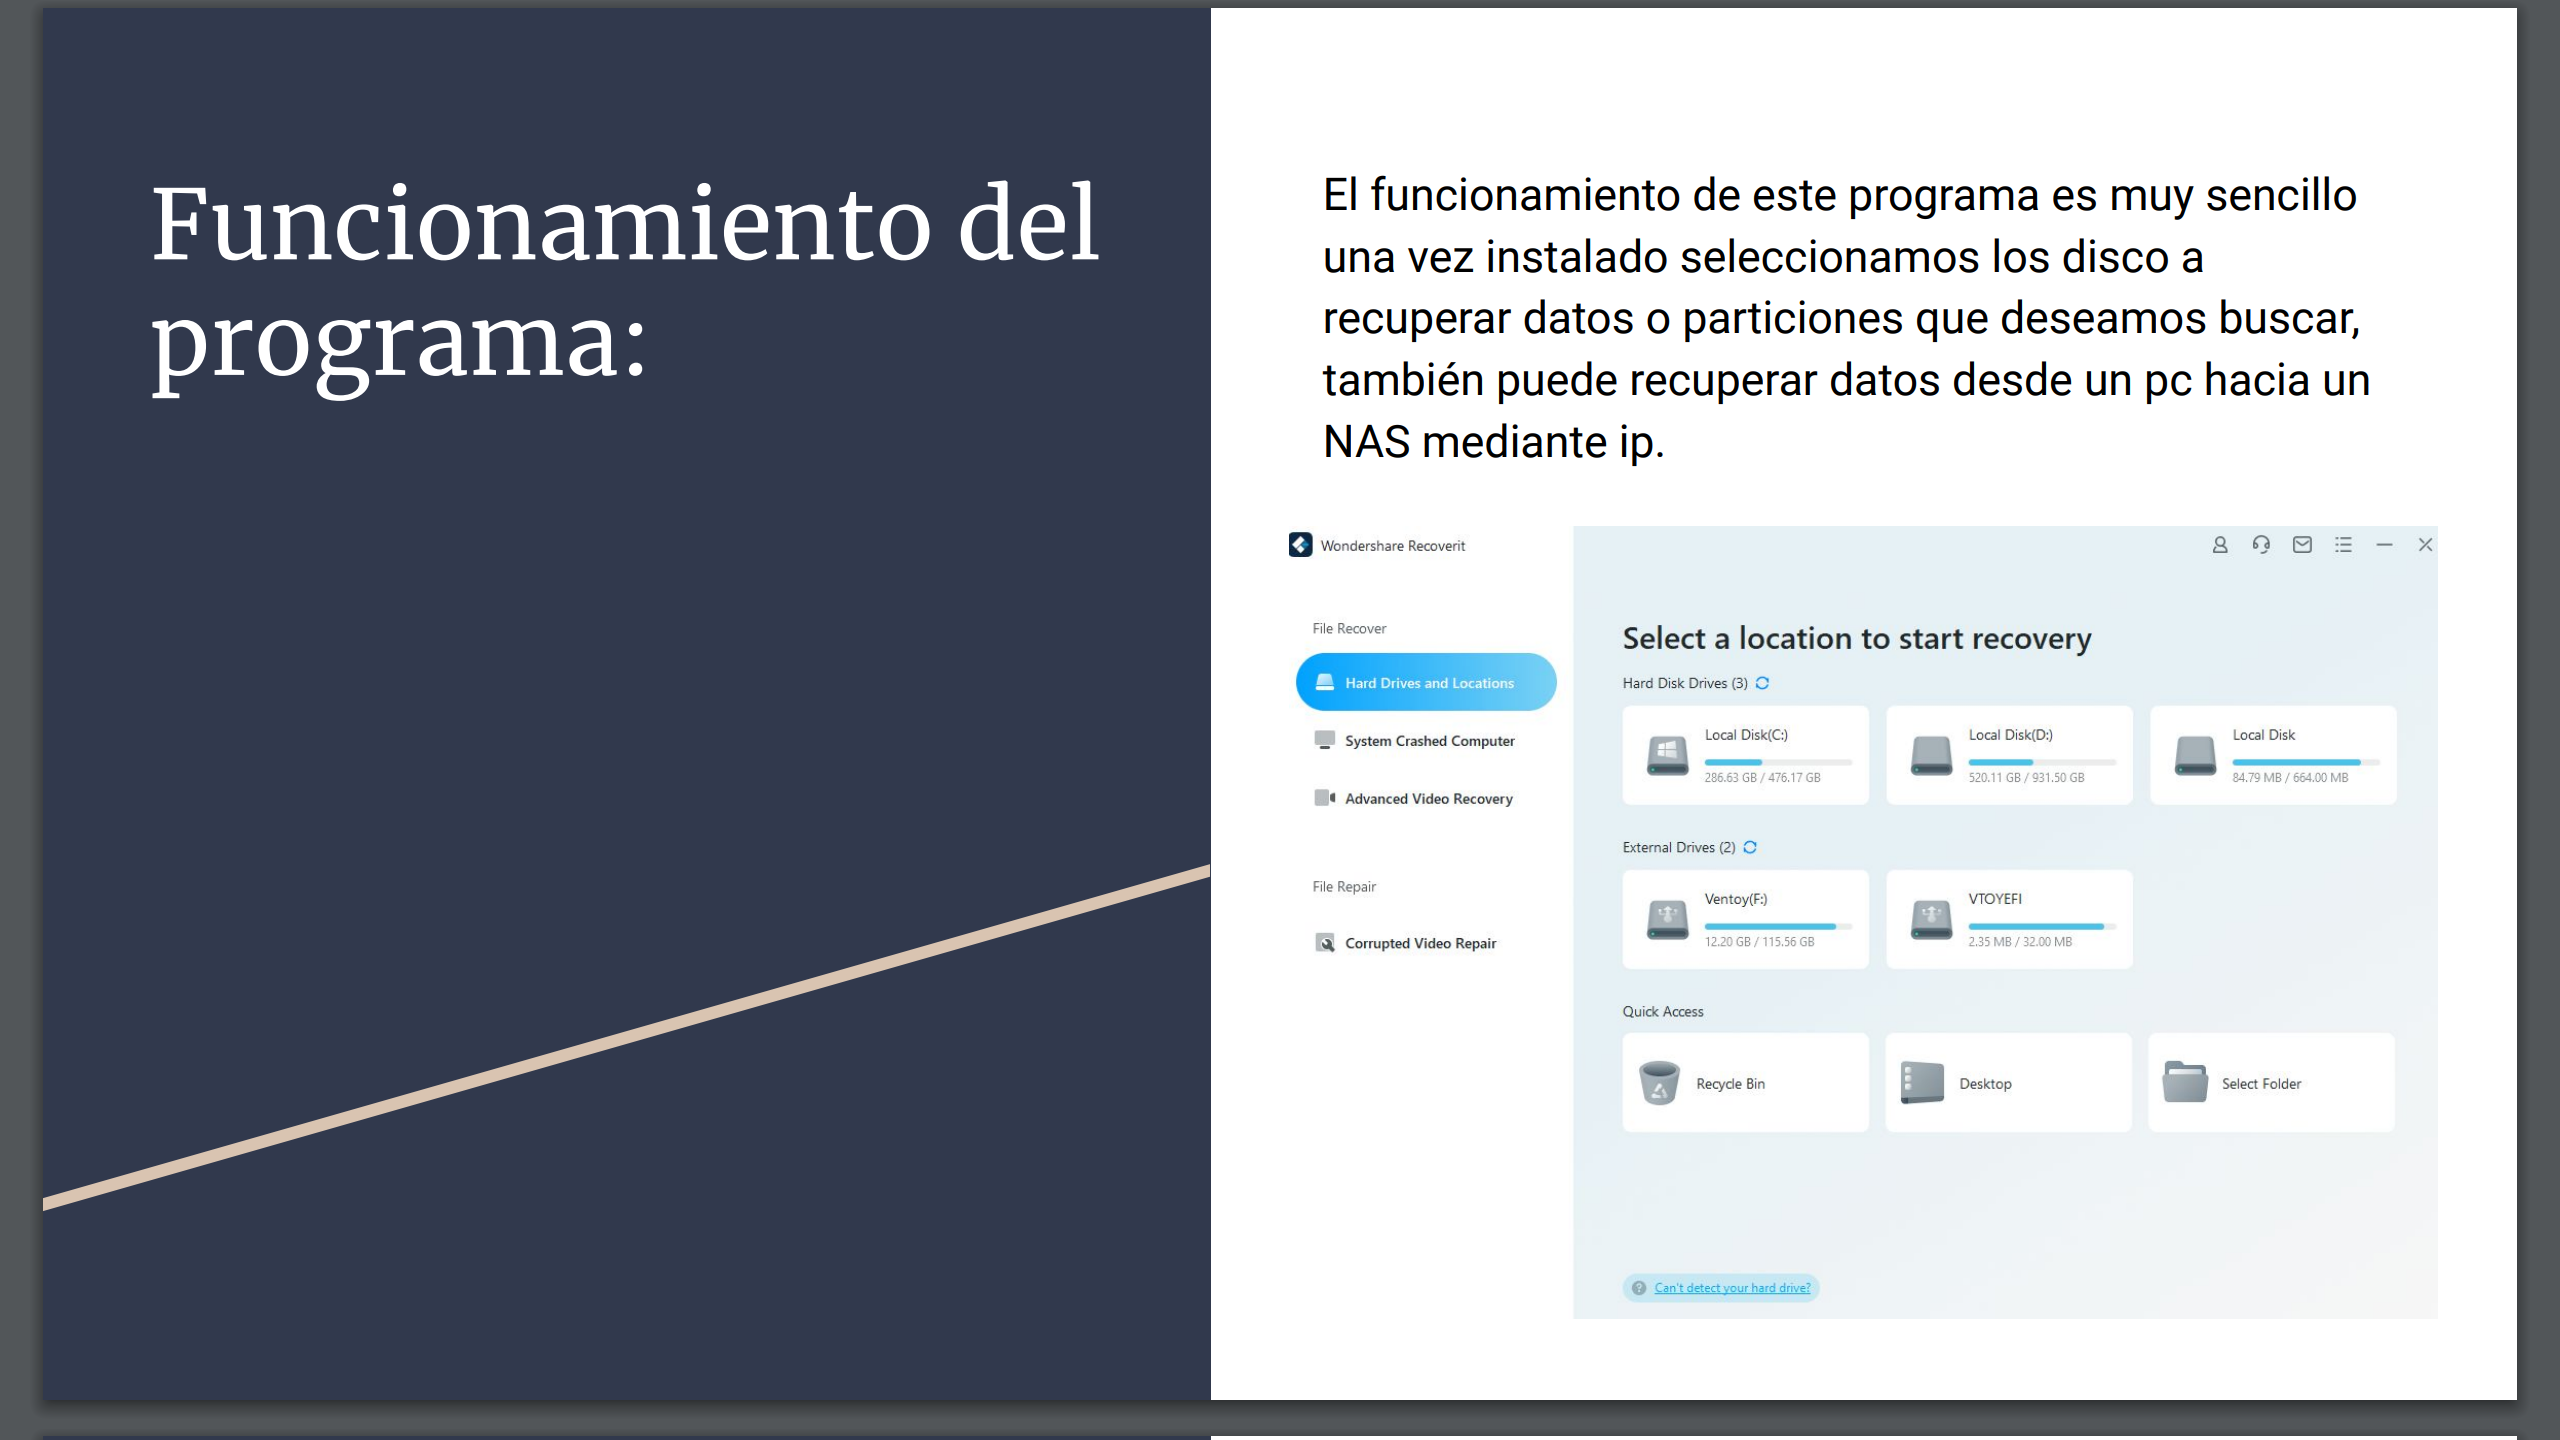 Funcionamiento del
programa:
El funcionamiento de este programa es muy sencillo
una vez instalado seleccionamos los disco a
recuperar datos o particiones que deseamos buscar,
también puede recuperar datos desde un pc hacia un
NAS mediante ip.
Wondershare Recoverit
File Recover
Hard Drives and Locations
System Crashed Computer
Advanced Video Recovery
File Repair
Corrupted Video Repair
Select a location to start recovery
Hard Disk Drives (3)
Local Disk(C:)
286.63 GB / 476.17 GB
Local Disk(D:)
520.11 GB / 931.50 GB
Local Disk
84.79 MB / 664.00 MB
External Drives (2)
Ventoy(F:)
12.20 GB / 115.56 GB
VTOYEFI
2.35 MB / 32.00 MB
Quick Access
Recycle Bin
Desktop
Select Folder
Can't detect your hard drive?